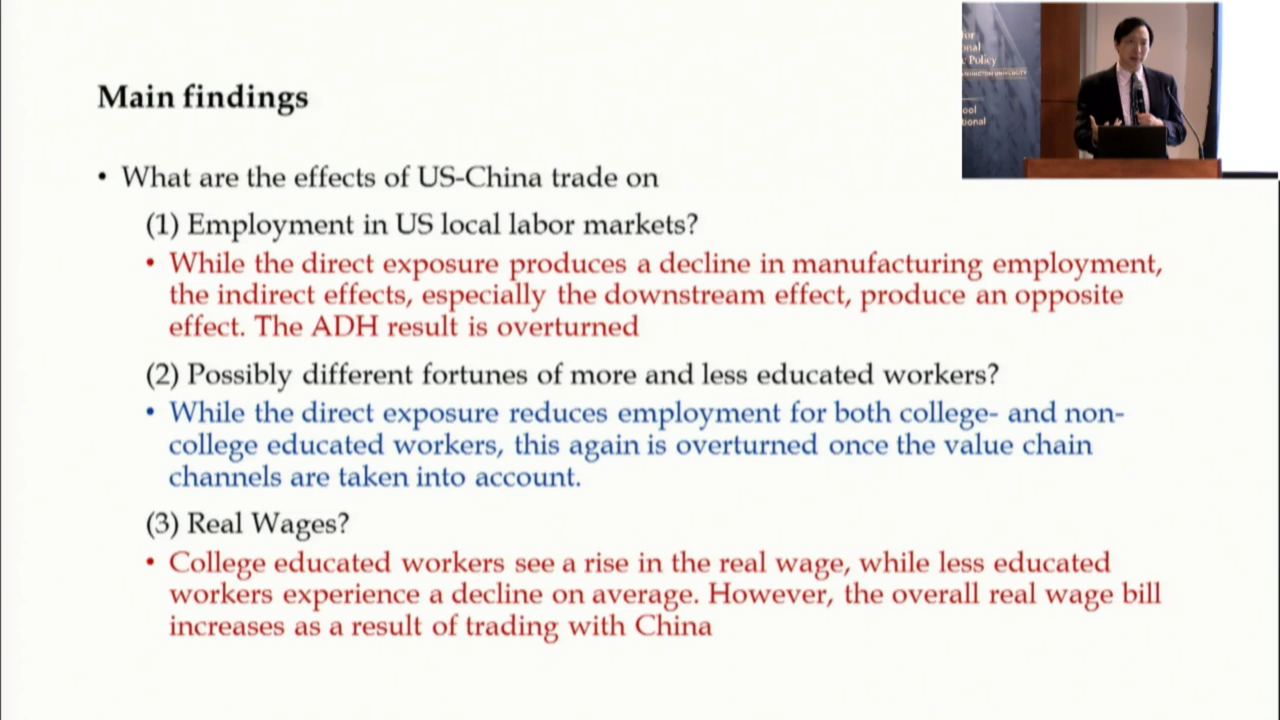 Main findings
• What are the effects of US-China trade on
(1) Employment in US local labor markets?
• While the direct exposure produces a decline in manufacturing employment,
the indirect effects, especially the downstream effect, produce an opposite
effect. The ADH result is overturned
(2) Possibly different fortunes of more and less educated workers?
• While the direct exposure reduces employment for both college- and non-
college educated workers, this again is overturned once the value chain
channels are taken into account.
(3) Real Wages?
• College educated workers see a rise in the real wage, while less educated
workers experience a decline on average. However, the overall real wage bill
increases as a result of trading with China
for
onal
c Policy
ool
tional